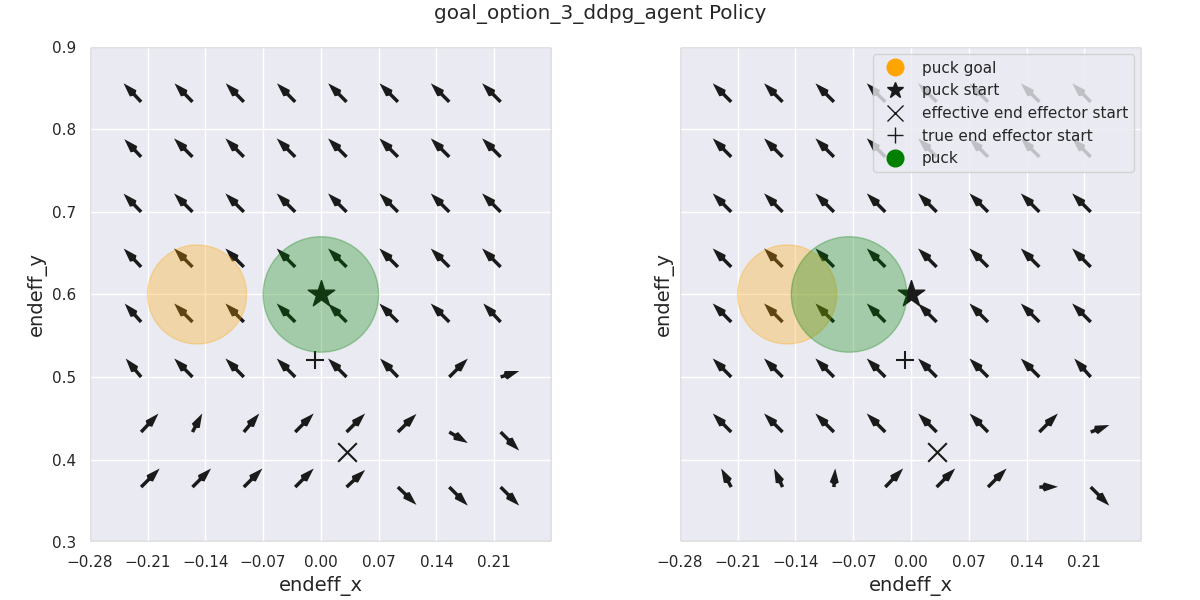 goal_option_3_ddpg_agent Policy
0.9
0.8
0.7
0.6
0.5
0.4
0.3
endeff_y
−0.28 −0.21 −0.14 −0.07 0.00 0.07 0.14 0.21
endeff_x
puck goal
puck start
effective end effector start
true end effector start
puck
endeff_y
−0.28 −0.21 −0.14 −0.07 0.00 0.07 0.14 0.21
endeff_x